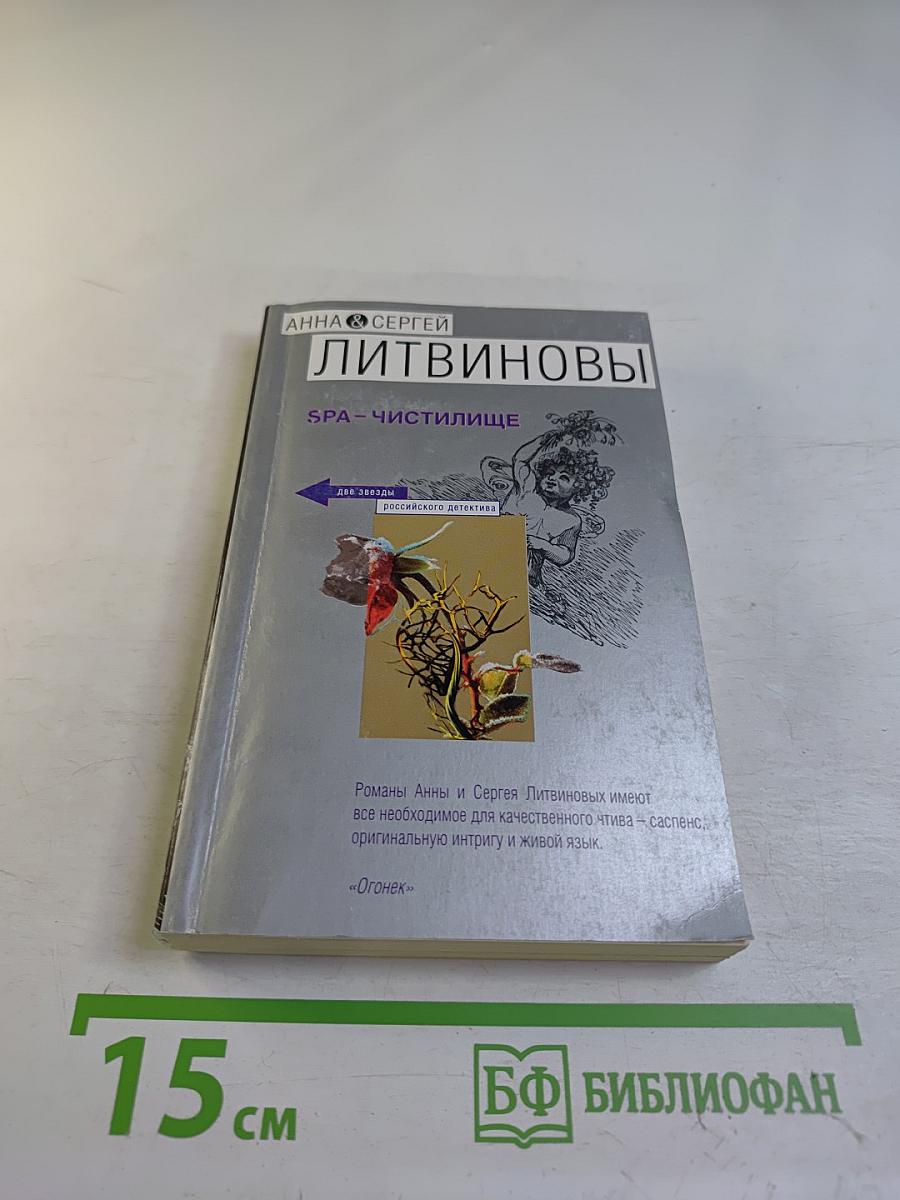 АННА & СЕРГЕЙ
ЛИТВИНОВЫ
SPA – ЧИСТИЛИЩЕ
две звезды
российского детектива
Романы Анны и Сергея Литвиновых имеют
все необходимое для качественного чтива – саспенс,
оригинальную интригу и живой язык.
«Огонек»
15 см
БФ БИБЛИОФАН